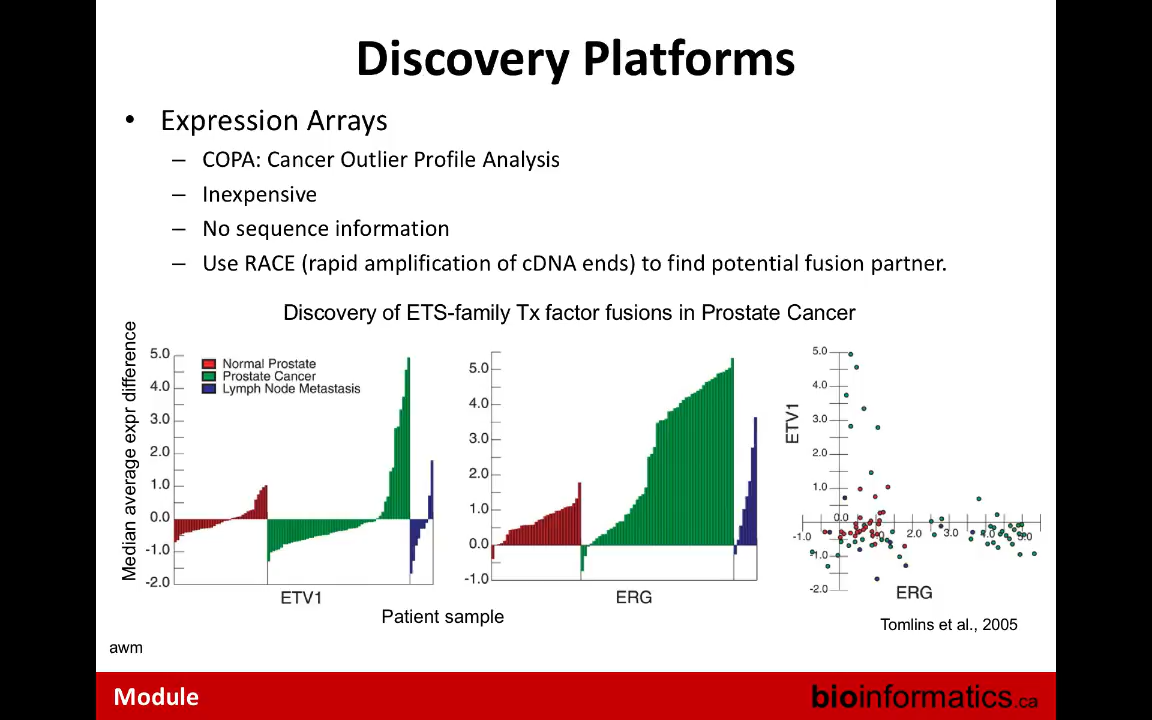 Discovery Platforms
• Expression Arrays
– COPA: Cancer Outlier Profile Analysis
– Inexpensive
– No sequence information
– Use RACE (rapid amplification of cDNA ends) to find potential fusion partner.
Discovery of ETS-family Tx factor fusions in Prostate Cancer
Median average expr difference
5.0
4.0
3.0
2.0
1.0
0.0
-1.0
-2.0
Normal Prostate
Prostate Cancer
Lymph Node Metastasis
ETV1
5.0
4.0
3.0
2.0
1.0
0.0
-1.0
ERG
Patient sample
ETV1
5.0
4.0
3.0
2.0
1.0
0.0
-1.0
-2.0
-1.0 2.0 3.0 4.0 5.0
ERG
Tomlins et al., 2005
awm
Module
bioinformatics.ca